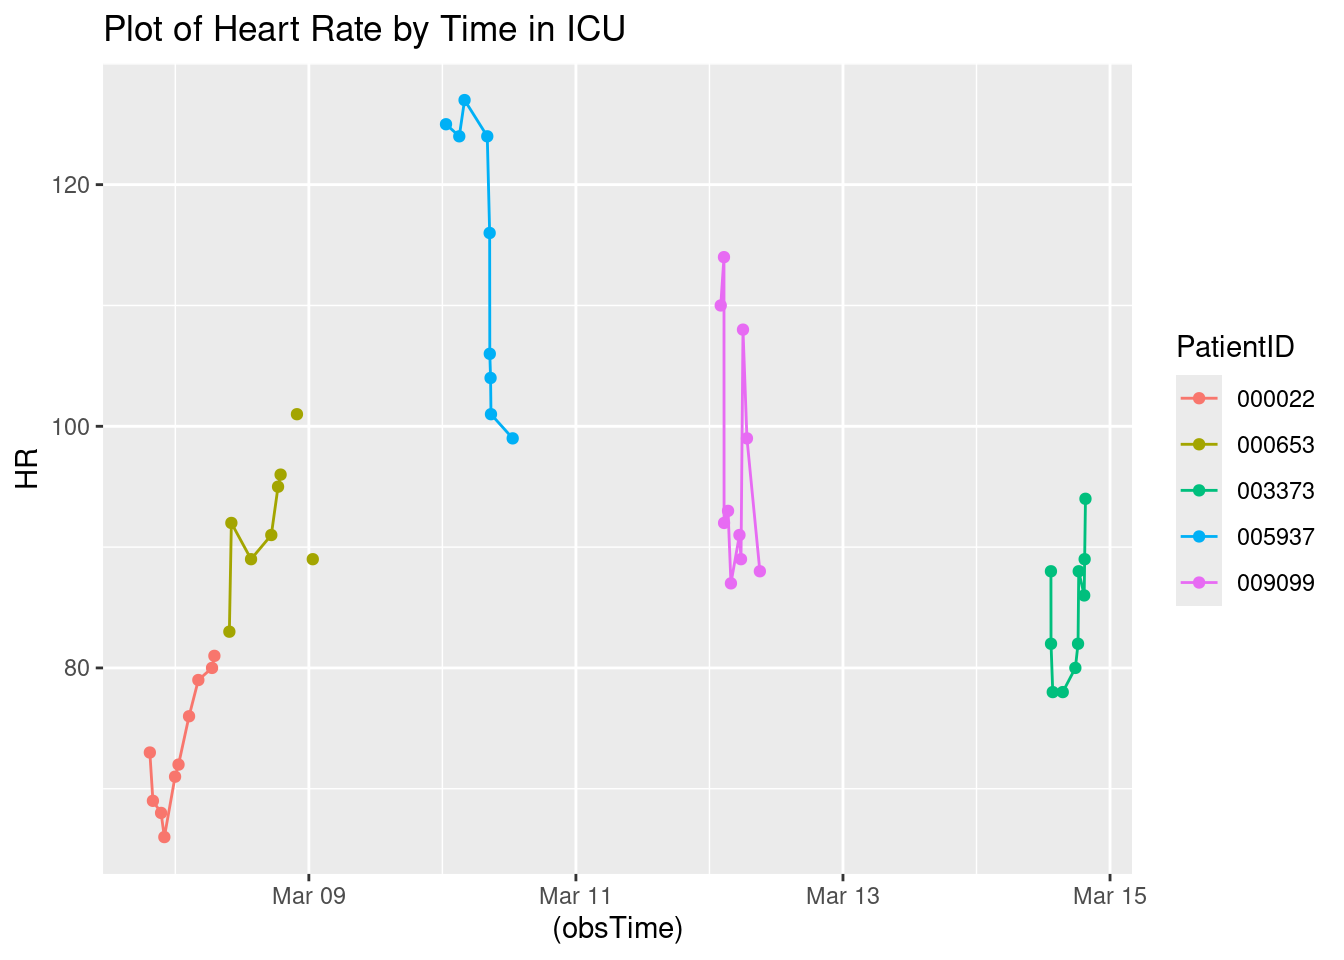 Plot of Heart Rate by Time in ICU
120
100
80
HR
Mar 09
Mar 11
Mar 13
Mar 15
(obsTime)
PatientID
000022
000653
003373
005937
009099